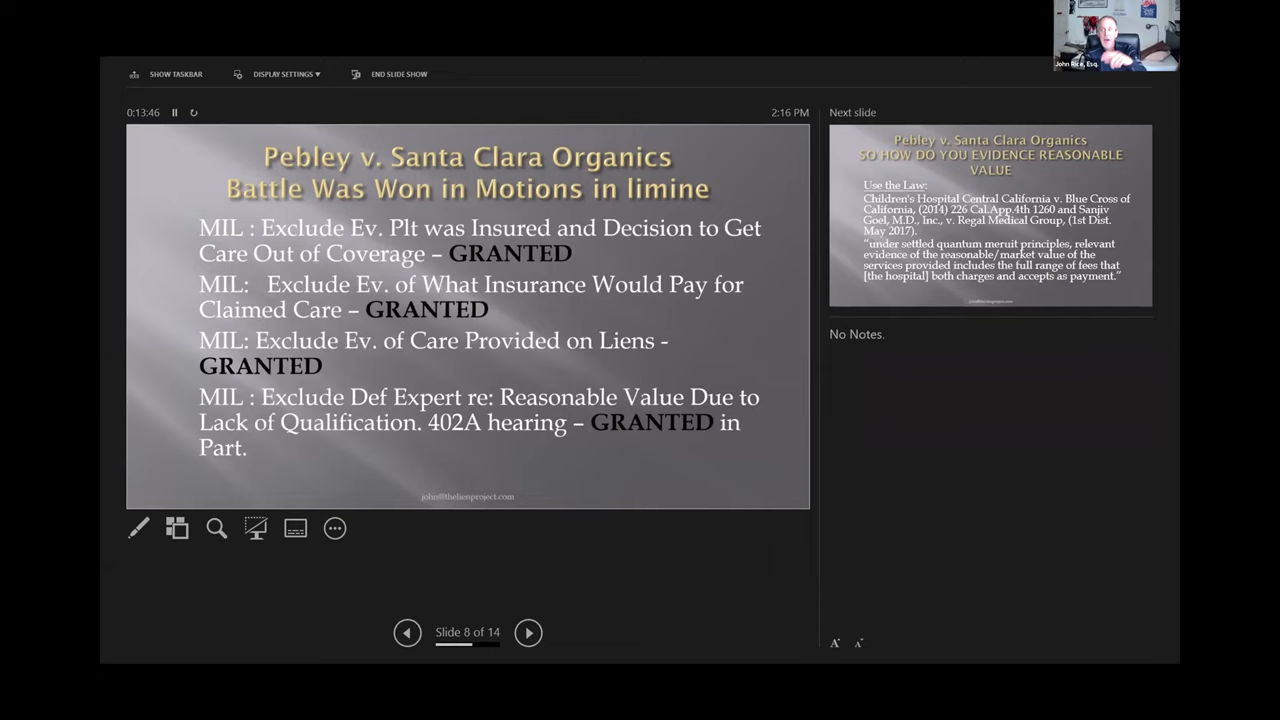 John Rice, Esq.
SHOW TASKBAR
DISPLAY SETTINGS ▼
END SLIDE SHOW
0:13:46
2:16 PM
Pebley v. Santa Clara Organics
Battle Was Won in Motions in limine
MIL : Exclude Ev. Plt was Insured and Decision to Get
Care Out of Coverage – GRANTED
MIL: Exclude Ev. of What Insurance Would Pay for
Claimed Care – GRANTED
MIL: Exclude Ev. of Care Provided on Liens -
GRANTED
MIL : Exclude Def Expert re: Reasonable Value Due to
Lack of Qualification. 402A hearing – GRANTED in
Part.
john@thelienproject.com
Slide 8 of 14
Next slide
Pebley v. Santa Clara Organics
SO HOW DO YOU EVIDENCE REASONABLE
VALUE
Use the Law:
Children's Hospital Central California v. Blue Cross of
California, (2014) 226 Cal.App.4th 1260 and Sanjiv
Goel, M.D., Inc., v. Regal Medical Group, (1st Dist.
May 2017).
“under settled quantum meruit principles, relevant
evidence of the reasonable/market value of the
services provided includes the full range of fees that
[the hospital] both charges and accepts as payment.”
john@thelienproject.com
No Notes.
A A